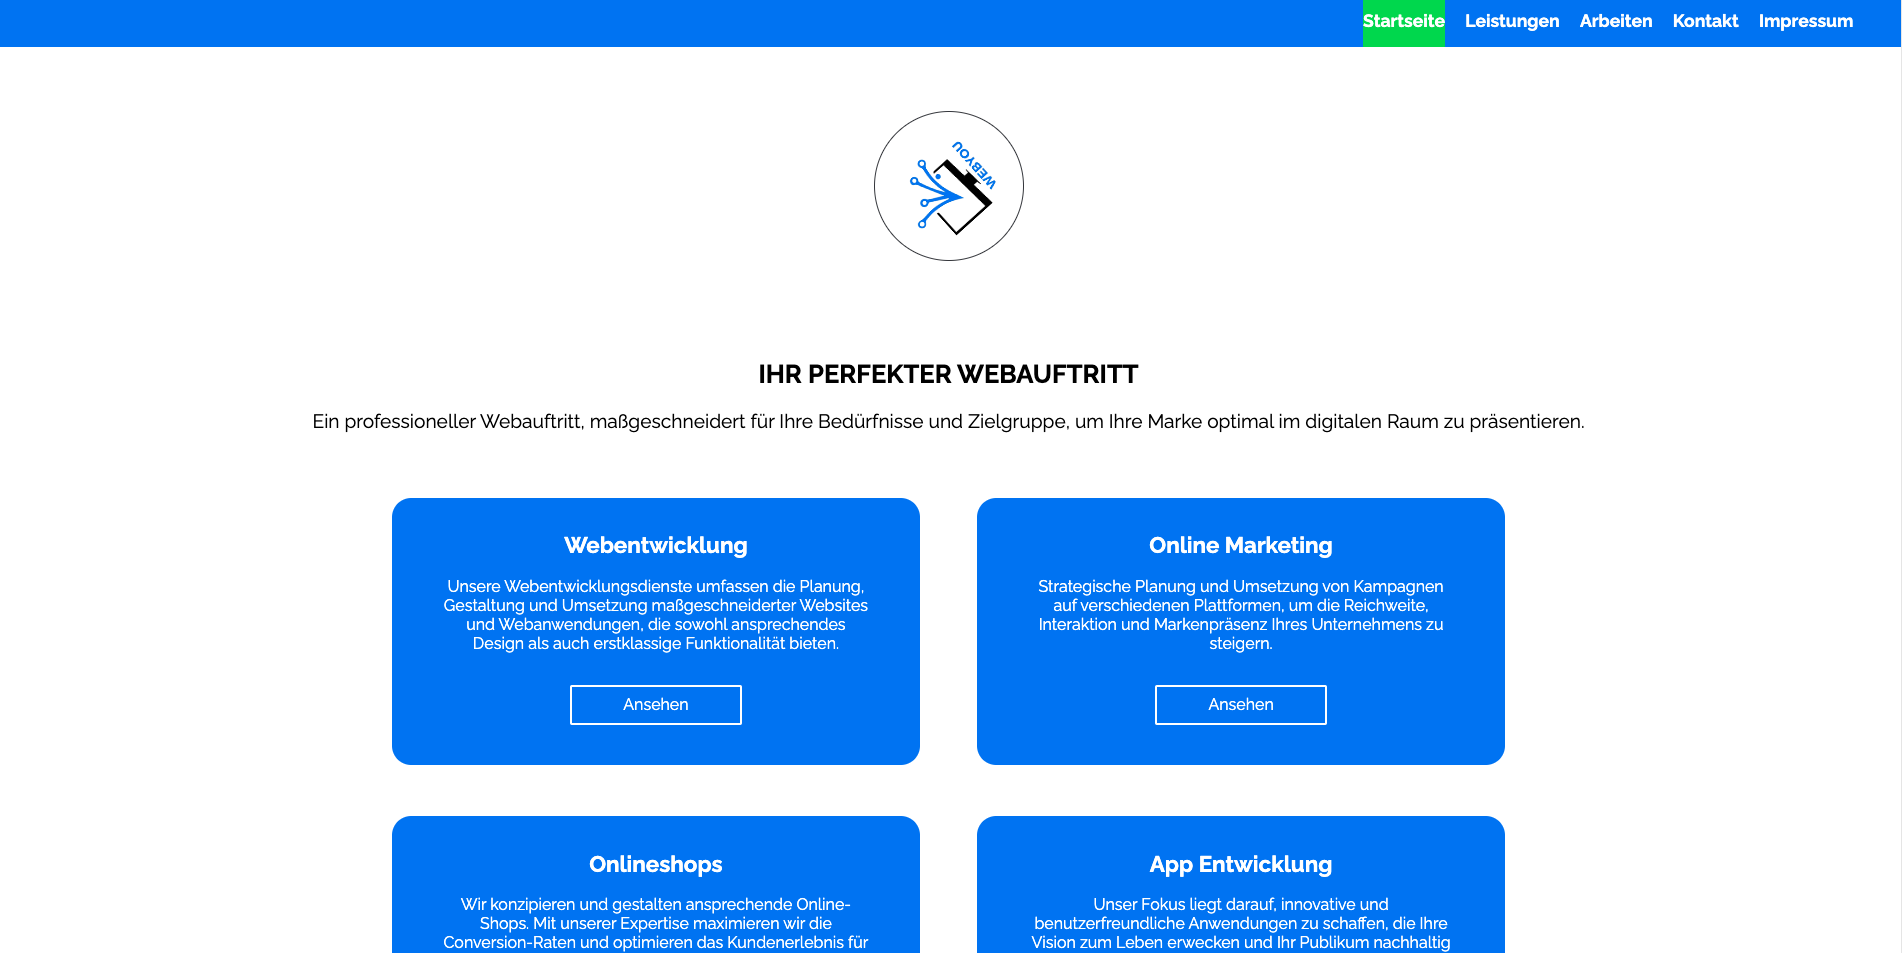 Startseite Leistungen Arbeiten Kontakt Impressum
WEBYOU
IHR PERFEKTER WEBAUFTRITT
Ein professioneller Webauftritt, maßgeschneidert für Ihre Bedürfnisse und Zielgruppe, um Ihre Marke optimal im digitalen Raum zu präsentieren.
Webentwicklung
Unsere Webentwicklungsdienste umfassen die Planung,
Gestaltung und Umsetzung maßgeschneiderter Websites
und Webanwendungen, die sowohl ansprechendes
Design als auch erstklassige Funktionalität bieten.
Ansehen
Online Marketing
Strategische Planung und Umsetzung von Kampagnen
auf verschiedenen Plattformen, um die Reichweite,
Interaktion und Markenpräsenz Ihres Unternehmens zu
steigern.
Ansehen
Onlineshops
Wir konzipieren und gestalten ansprechende Online-
Shops. Mit unserer Expertise maximieren wir die
Conversion-Raten und optimieren das Kundenerlebnis für
App Entwicklung
Unser Fokus liegt darauf, innovative und
benutzerfreundliche Anwendungen zu schaffen, die Ihre
Vision zum Leben erwecken und Ihr Publikum nachhaltig